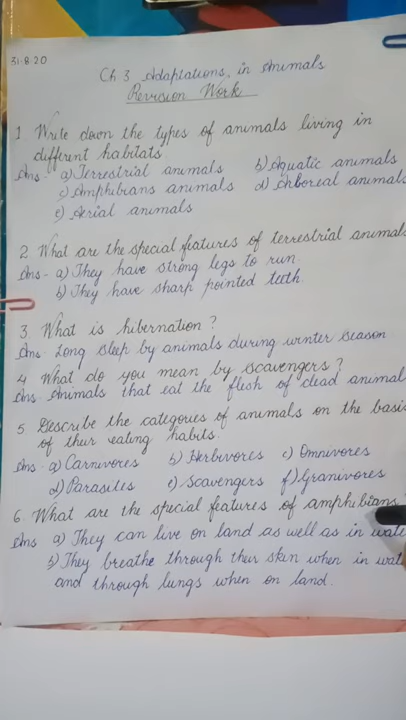 31.8.20
Ch 3 Adaptations in Animals
Revision Work
1 Write down the types of animals living in
different habitats
Ans- a) Terrestrial animals b) Aquatic animals
c) Amphibians animals d) Arboreal animals
e) Aerial animals
2 What are the special features of terrestrial animals
Ans- a) They have strong legs to run.
b) They have sharp pointed teeth
3. What is hibernation ?
Ans- Long sleep by animals during winter season
4 What do you mean by scavengers ?
Ans Animals that eat the flesh of dead animal
5 Describe the categories of animals on the basis
of their eating habits.
Ans a) Carnivores b) Herbivores c) Omnivores
d) Parasites e) Scavengers f) Granivores
6 What are the special features of amphibians
Ans a) They can live on land as well as in wate
b) They breathe through their skin when in wat
and through lungs when on land.